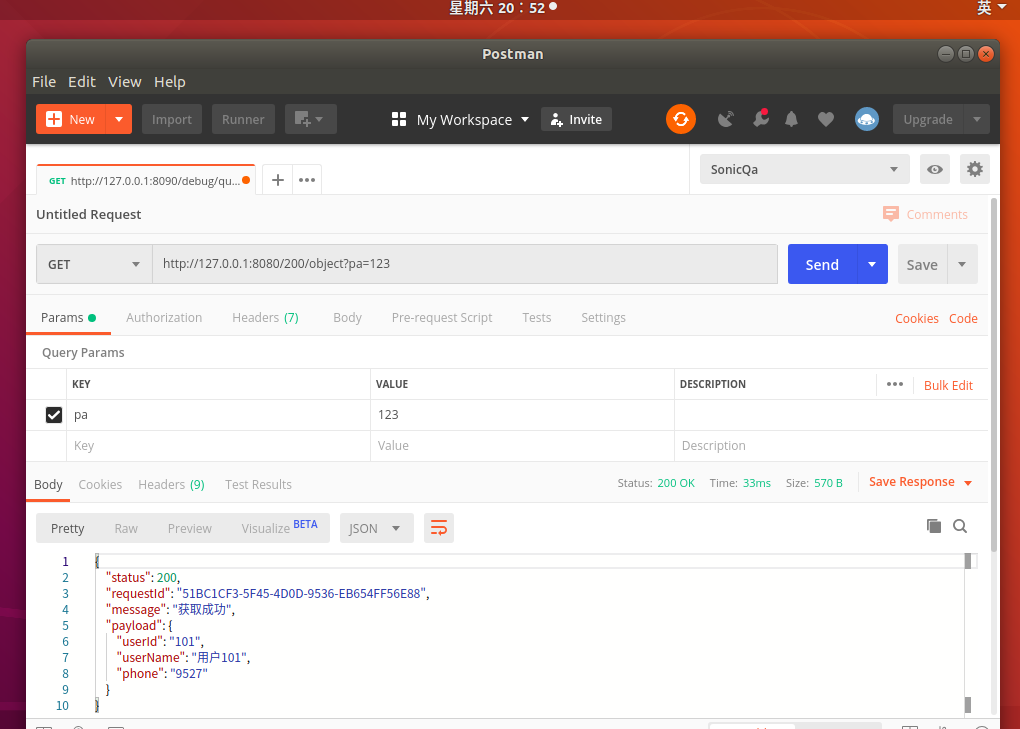 星期六 20：52
英
Postman
File Edit View Help
New Import Runner My Workspace Invite Upgrade
GET http://127.0.0.1:8090/debug/qu...
SonicQa
Untitled Request
Comments
GET http://127.0.0.1:8080/200/object?pa=123 Send Save
Params Authorization Headers (7) Body Pre-request Script Tests Settings Cookies Code
Query Params
KEY VALUE DESCRIPTION Bulk Edit
pa 123
Key Value Description
Body Cookies Headers (9) Test Results Status: 200 OK Time: 33ms Size: 570 B Save Response
Pretty Raw Preview Visualize BETA JSON
1 {
2 "status": 200,
3 "requestId": "51BC1CF3-5F45-4D0D-9536-EB654FF56E88",
4 "message": "获取成功",
5 "payload": {
6 "userId": "101",
7 "userName": "用户101",
8 "phone": "9527"
9 }
10 }